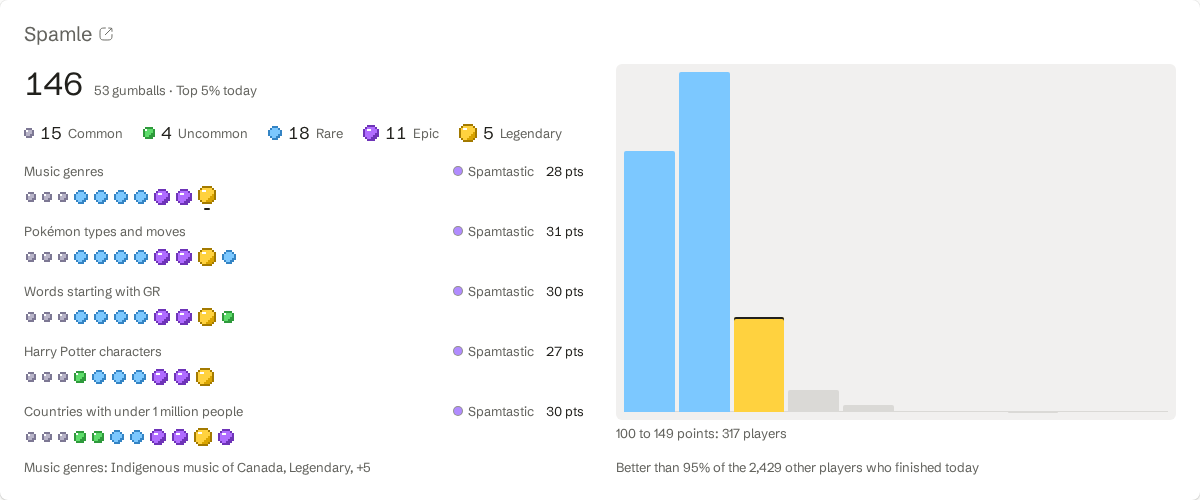 Spamle
146 53 gumballs · Top 5% today
15 Common 4 Uncommon 18 Rare 11 Epic 5 Legendary
Music genres Spamtastic 28 pts
Pokémon types and moves Spamtastic 31 pts
Words starting with GR Spamtastic 30 pts
Harry Potter characters Spamtastic 27 pts
Countries with under 1 million people Spamtastic 30 pts
Music genres: Indigenous music of Canada, Legendary, +5
100 to 149 points: 317 players
Better than 95% of the 2,429 other players who finished today